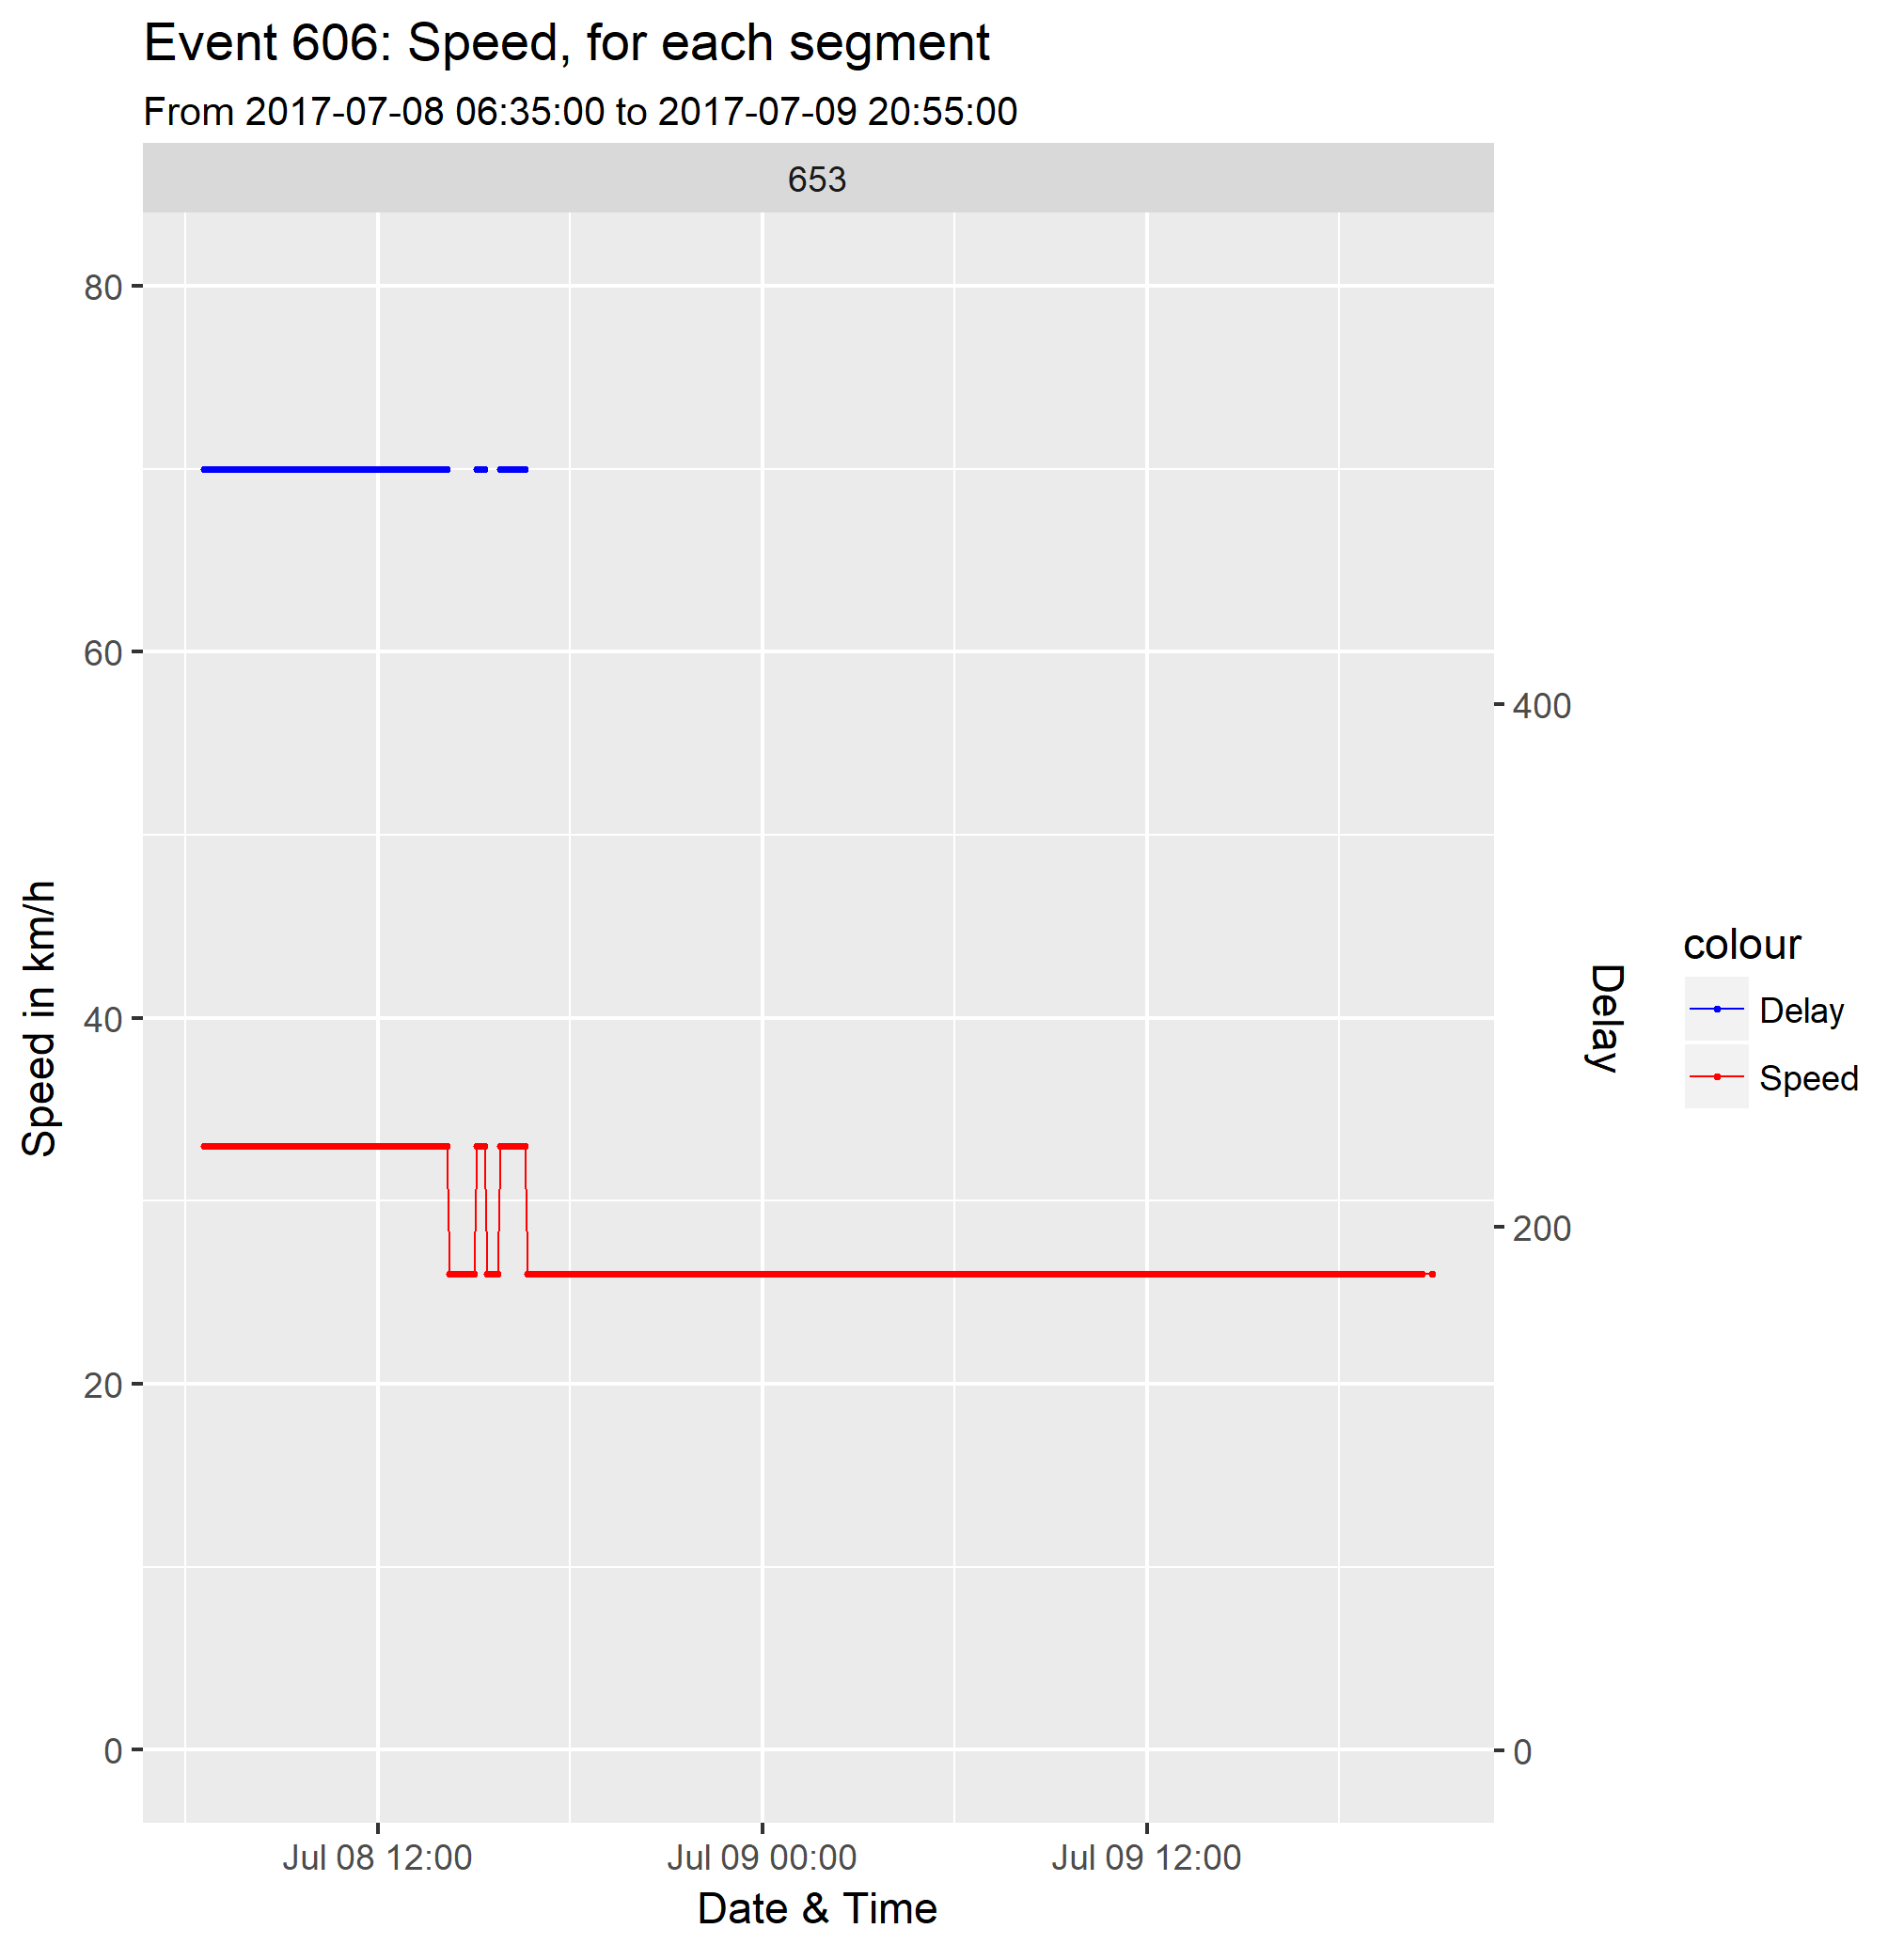 Event 606: Speed, for each segment
From 2017-07-08 06:35:00 to 2017-07-09 20:55:00
653
80
60
40
20
0
Speed in km/h
400
200
0
Delay
colour
Delay
Speed
Jul 08 12:00
Jul 09 00:00
Jul 09 12:00
Date & Time